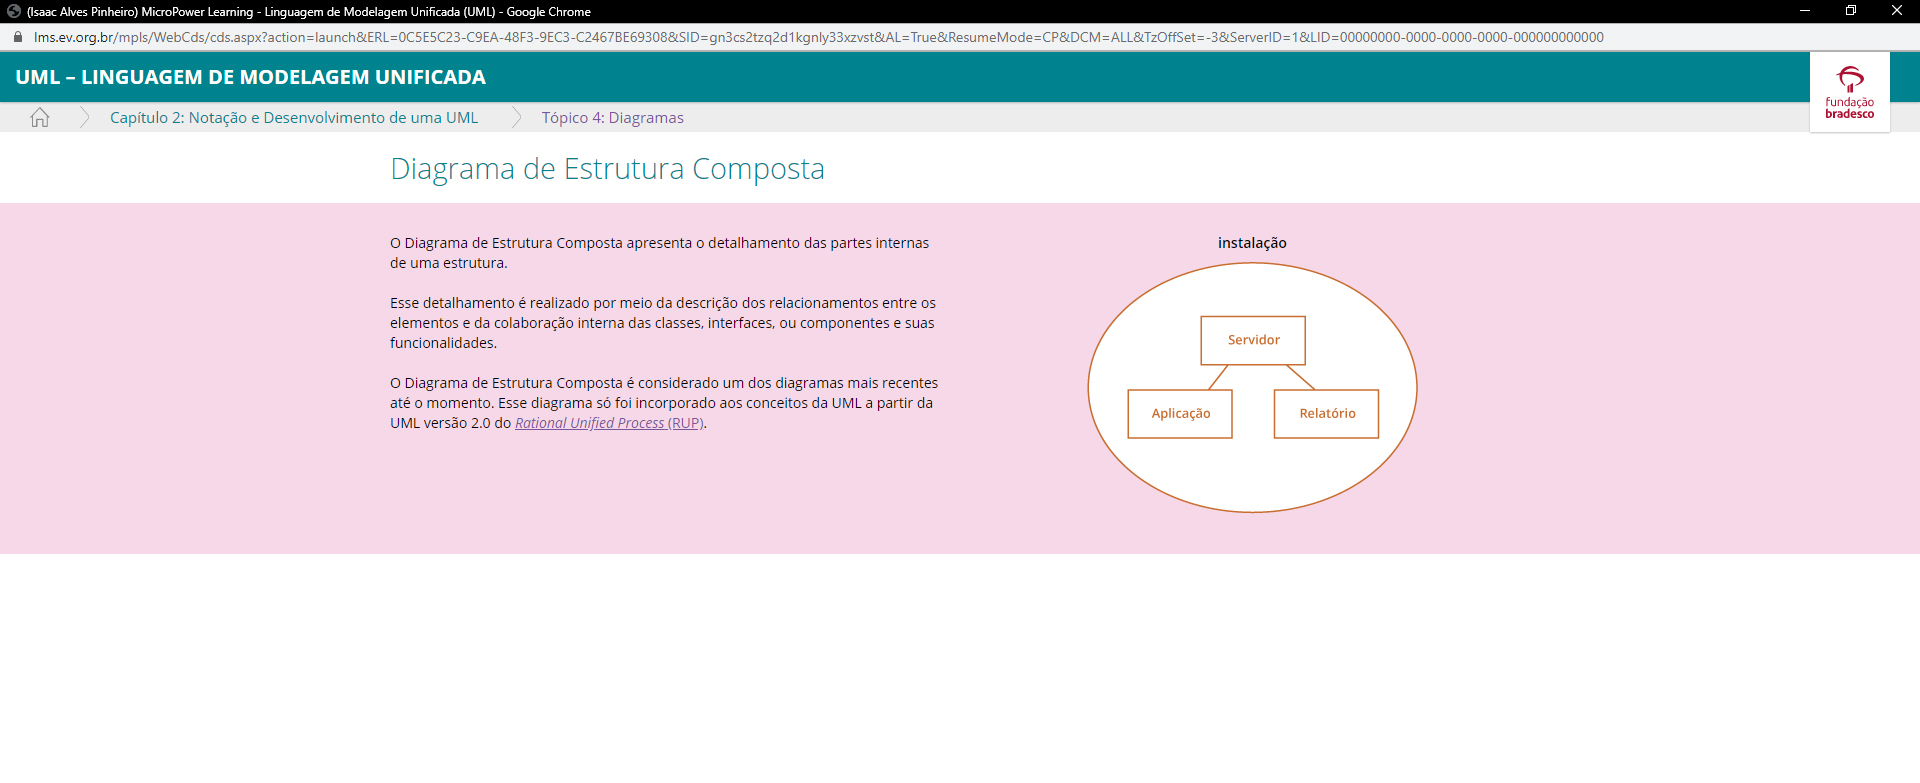 (Isaac Alves Pinheiro) MicroPower Learning - Linguagem de Modelagem Unificada (UML) - Google Chrome
lms.ev.org.br/mpls/WebCds/cds.aspx?action=launch&ERL=0C5E5C23-C9EA-48F3-9EC3-C2467BE69308&SID=gn3cs2tzq2d1kgnly33xzvst&AL=True&ResumeMode=CP&DCM=ALL&TzOffSet=-3&ServerID=1&LID=00000000-0000-0000-0000-000000000000
UML – LINGUAGEM DE MODELAGEM UNIFICADA
fundação
bradesco
Capítulo 2: Notação e Desenvolvimento de uma UML
Tópico 4: Diagramas
Diagrama de Estrutura Composta
O Diagrama de Estrutura Composta apresenta o detalhamento das partes internas
de uma estrutura.
Esse detalhamento é realizado por meio da descrição dos relacionamentos entre os
elementos e da colaboração interna das classes, interfaces, ou componentes e suas
funcionalidades.
O Diagrama de Estrutura Composta é considerado um dos diagramas mais recentes
até o momento. Esse diagrama só foi incorporado aos conceitos da UML a partir da
UML versão 2.0 do Rational Unified Process (RUP).
instalação
Servidor
Aplicação
Relatório